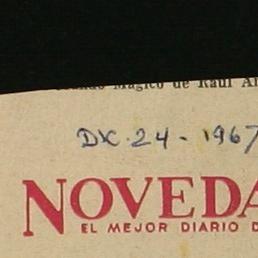 Mágico de Raúl
DIC. 24 - 1967
NOVEDA
EL MEJOR DIARIO D